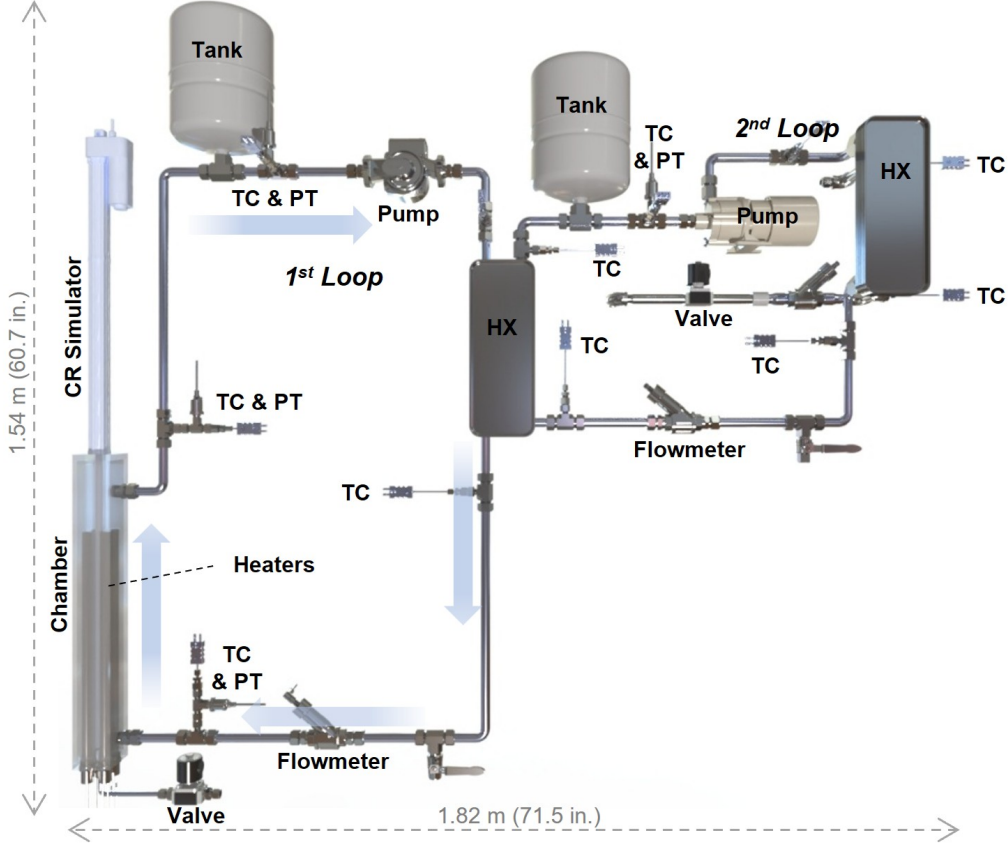 Tank
TC & PT
Pump
1st Loop
CR Simulator
1.54 m (60.7 in.)
TC & PT
Chamber
Heaters
TC
& PT
Flowmeter
Valve
TC
HX
Tank
TC
& PT
2nd Loop
Pump
HX
TC
TC
Valve
TC
TC
TC
Flowmeter
1.82 m (71.5 in.)